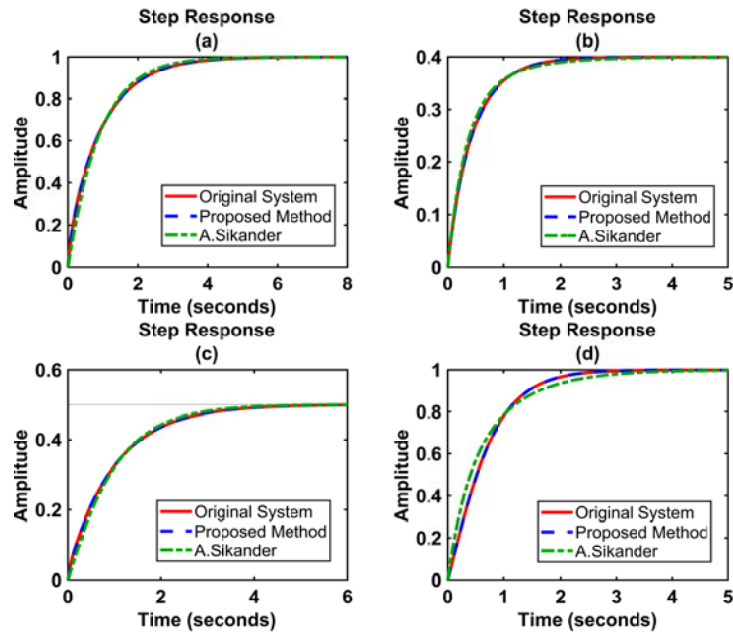 Step Response
(a)
Amplitude
1
0.8
0.6
0.4
0.2
0
0 2 4 6 8
Time (seconds)
Original System
Proposed Method
A.Sikander
Step Response
(b)
Amplitude
0.4
0.3
0.2
0.1
0
0 1 2 3 4 5
Time (seconds)
Original System
Proposed Method
A.Sikander
Step Response
(c)
Amplitude
0.6
0.4
0.2
0
0 2 4 6
Time (seconds)
Original System
Proposed Method
A.Sikander
Step Response
(d)
Amplitude
1
0.8
0.6
0.4
0.2
0
0 1 2 3 4 5
Time (seconds)
Original System
Proposed Method
A.Sikander